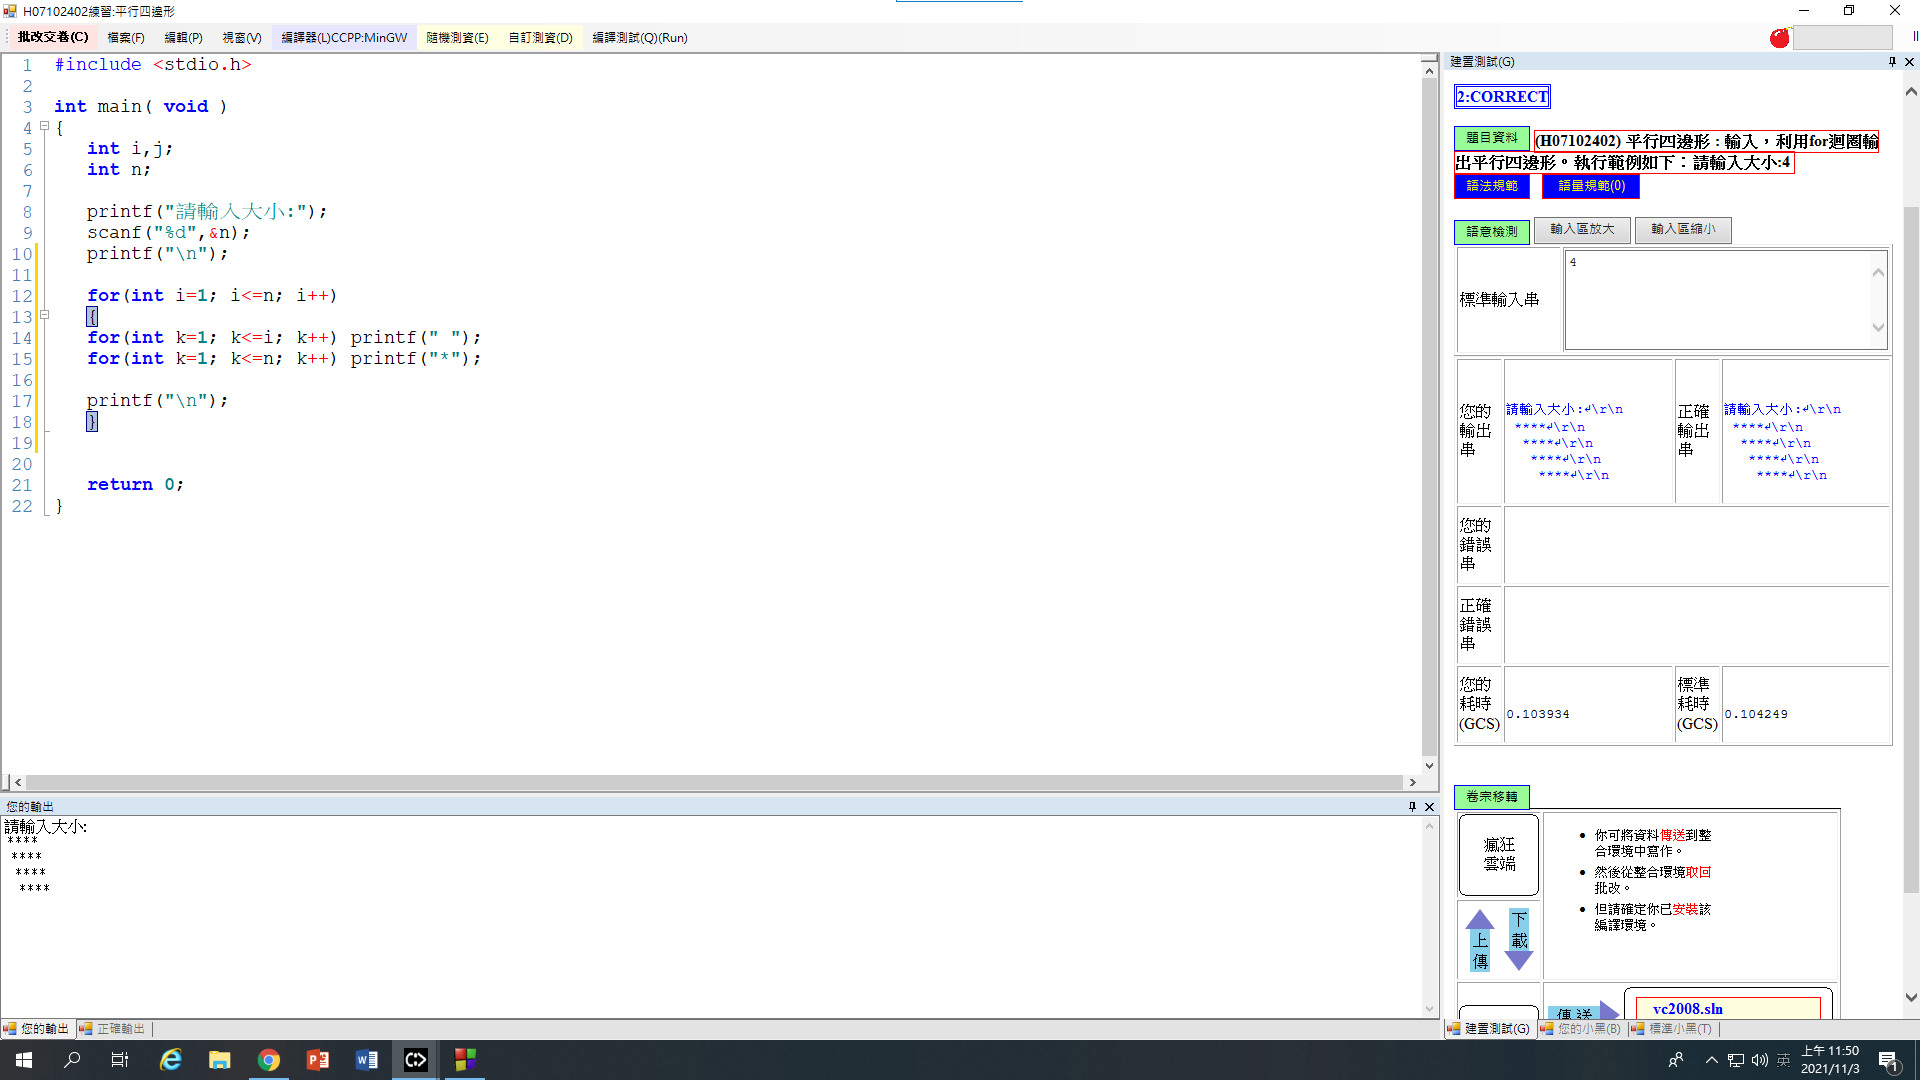 H07102402練習:平行四邊形
批改交卷(C) 檔案(F) 編輯(P) 視窗(V) 編譯器(L)CCPP:MinGW 隨機測資(E) 自訂測資(D) 編譯測試(Q)(Run)
1 #include <stdio.h>
2
3 int main( void )
4 {
5 int i,j;
6 int n;
7
8 printf("請輸入大小:");
9 scanf("%d",&n);
10 printf("\n");
11
12 for(int i=1; i<=n; i++)
13 {
14 for(int k=1; k<=i; k++) printf(" ");
15 for(int k=1; k<=n; k++) printf("*");
16
17 printf("\n");
18 }
19
20
21 return 0;
22 }
您的輸出
請輸入大小:
****
****
****
****
您的輸出 正確輸出
建置測試(G)
2:CORRECT
題目資料 (H07102402) 平行四邊形 : 輸入，利用for迴圈輸
出平行四邊形。執行範例如下：請輸入大小:4
語法規範 語量規範(0)
語意檢測 輸入區放大 輸入區縮小
標準輸入串 4
您的
輸出
串
請輸入大小:↲\r\n
****↲\r\n
****↲\r\n
****↲\r\n
****↲\r\n
正確
輸出
串
請輸入大小:↲\r\n
****↲\r\n
****↲\r\n
****↲\r\n
****↲\r\n
您的
錯誤
串
正確
錯誤
串
您的
耗時
(GCS)
0.103934
標準
耗時
(GCS)
0.104249
卷宗移轉
瘋狂
雲端
• 你可將資料傳送到整
合環境中寫作。
• 然後從整合環境取回
批改。
• 但請確定你已安裝該
編譯環境。
上傳
下載
傳送
vc2008.sln
建置測試(G) 您的小黑(B) 標準小黑(T)
英
上午 11:50
2021/11/3
1